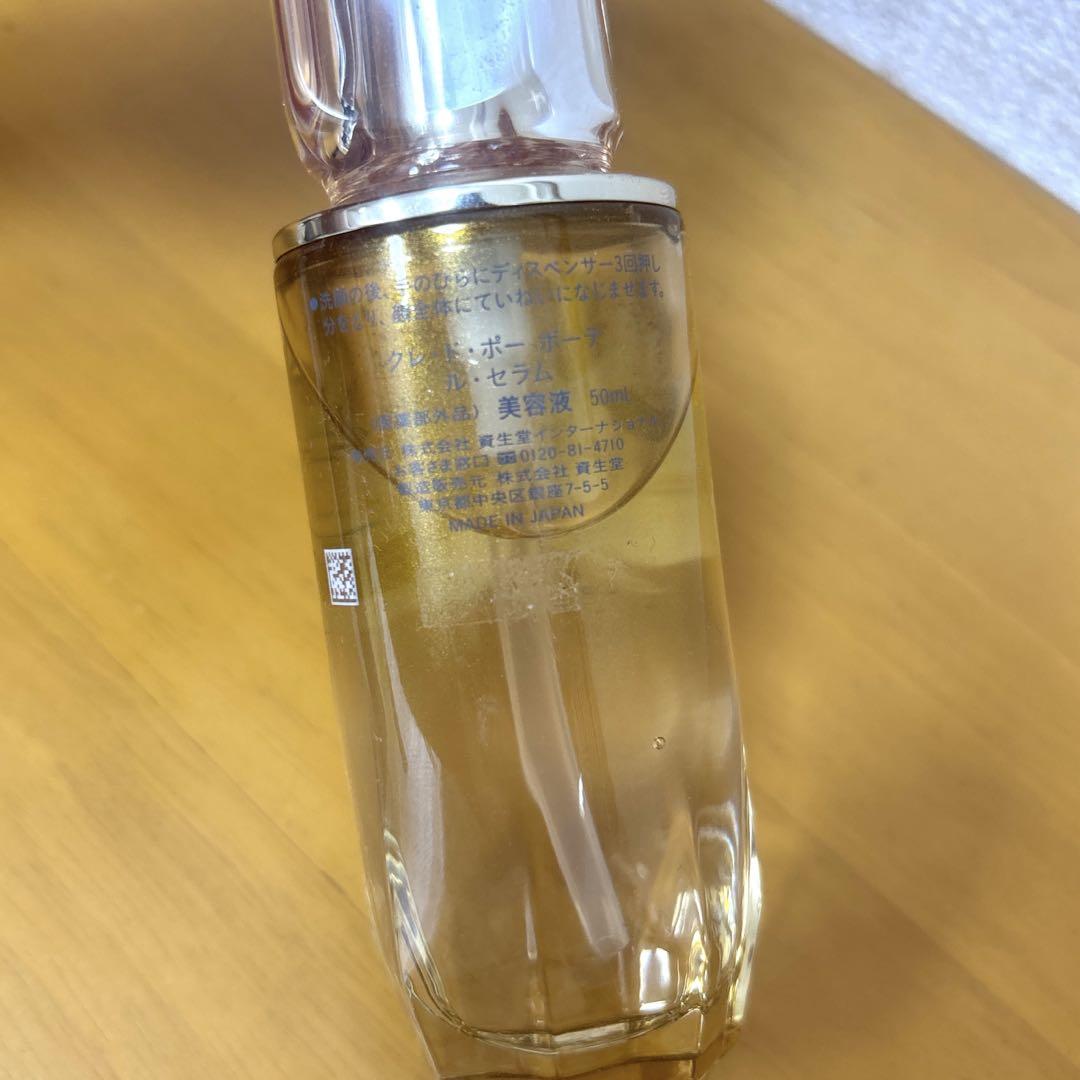 ●洗顔の後、手のひらにディスペンサー3回押し
分をとり、顔全体にていねいになじませます。
クレ・ド・ポー ボーテ
ル・セラム
(医薬部外品) 美容液 50mL
発売元 株式会社 資生堂インターナショナル
お客さま窓口 0120-81-4710
製造販売元 株式会社 資生堂
東京都中央区銀座7-5-5
MADE IN JAPAN